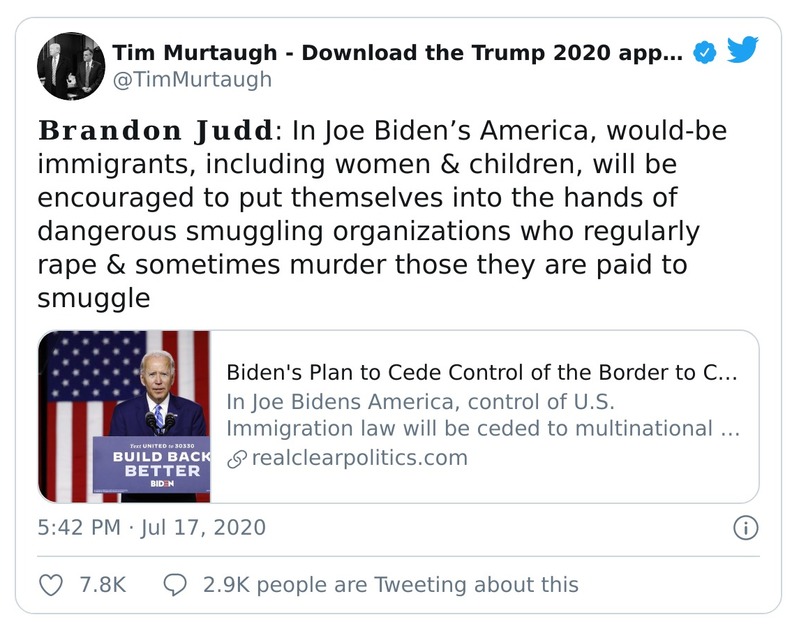 Tim Murtaugh - Download the Trump 2020 app...
@TimMurtaugh
Brandon Judd: In Joe Biden’s America, would-be
immigrants, including women & children, will be
encouraged to put themselves into the hands of
dangerous smuggling organizations who regularly
rape & sometimes murder those they are paid to
smuggle
Text UNITED to 30330
BUILD BACK
BETTER
BIDEN
Biden's Plan to Cede Control of the Border to C...
In Joe Bidens America, control of U.S.
Immigration law will be ceded to multinational ...
realclearpolitics.com
5:42 PM · Jul 17, 2020
7.8K
2.9K people are Tweeting about this